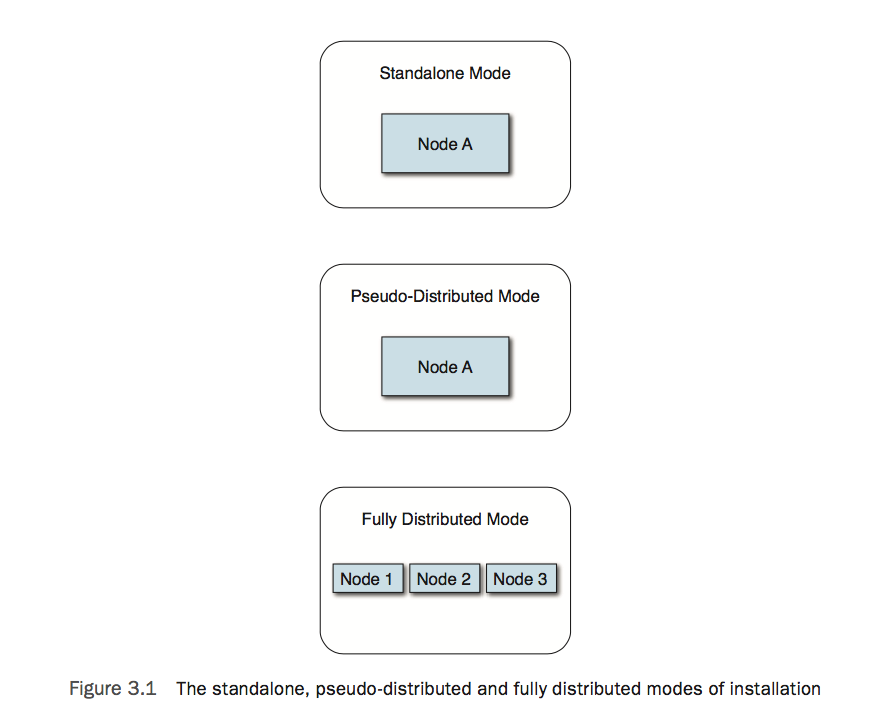 Standalone Mode
Node A
Pseudo-Distributed Mode
Node A
Fully Distributed Mode
Node 1 Node 2 Node 3
Figure 3.1 The standalone, pseudo-distributed and fully distributed modes of installation